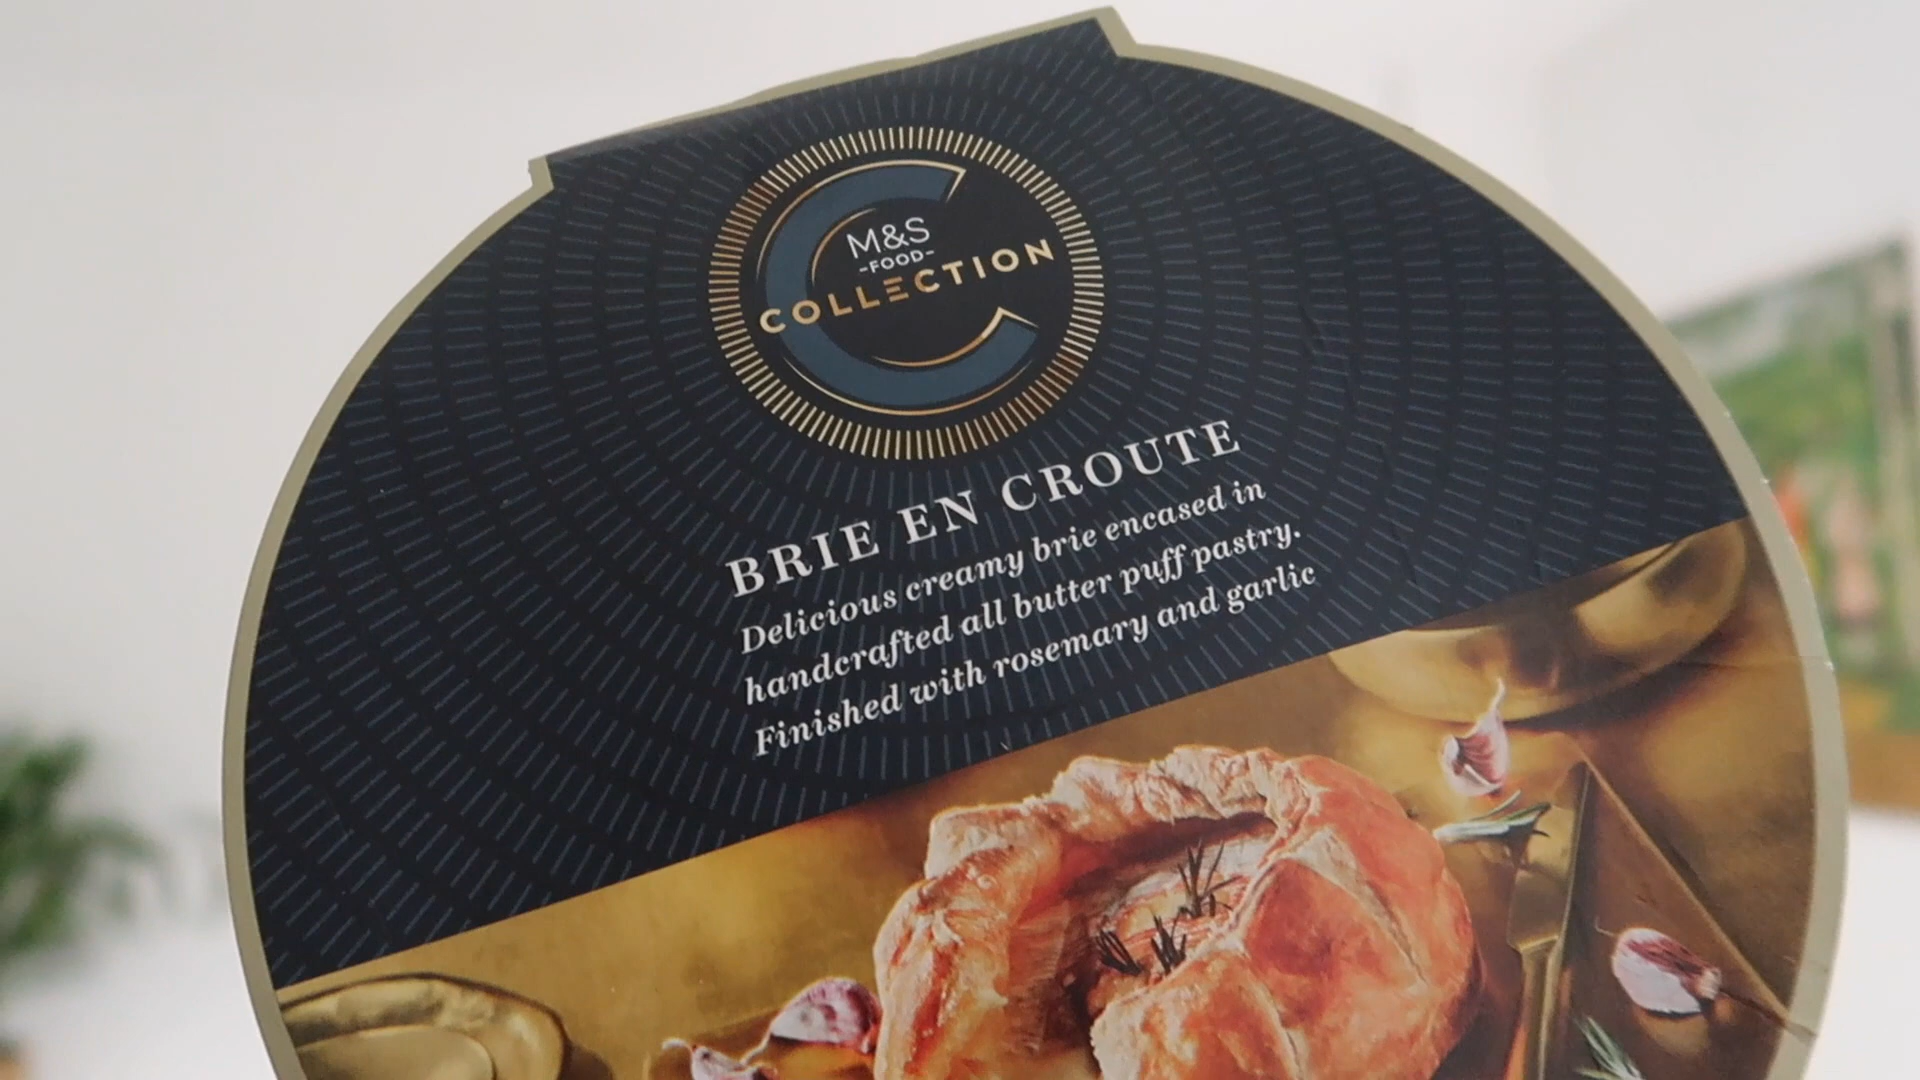 M&S
-FOOD-
COLLECTION
BRIE EN CROUTE
Delicious creamy brie encased in
handcrafted all butter puff pastry.
Finished with rosemary and garlic